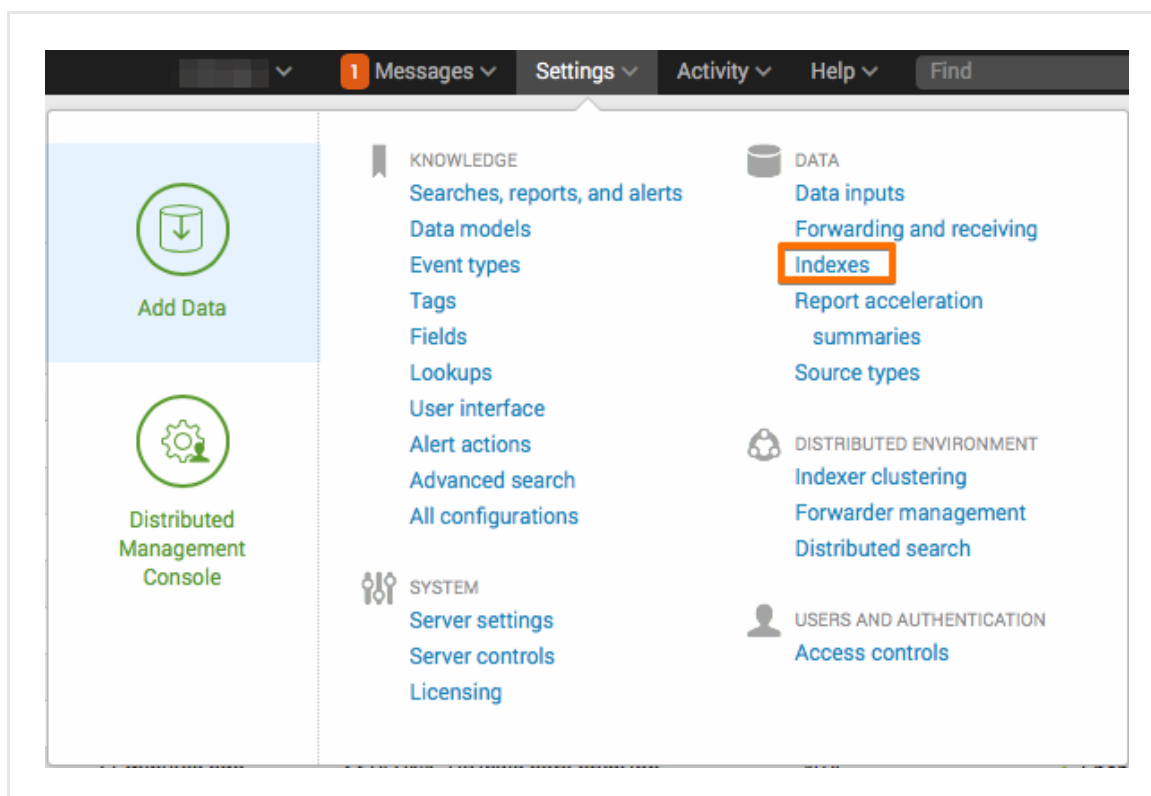 1 Messages Settings Activity Help Find
Add Data
Distributed
Management
Console
KNOWLEDGE
Searches, reports, and alerts
Data models
Event types
Tags
Fields
Lookups
User interface
Alert actions
Advanced search
All configurations
SYSTEM
Server settings
Server controls
Licensing
DATA
Data inputs
Forwarding and receiving
Indexes
Report acceleration
summaries
Source types
DISTRIBUTED ENVIRONMENT
Indexer clustering
Forwarder management
Distributed search
USERS AND AUTHENTICATION
Access controls